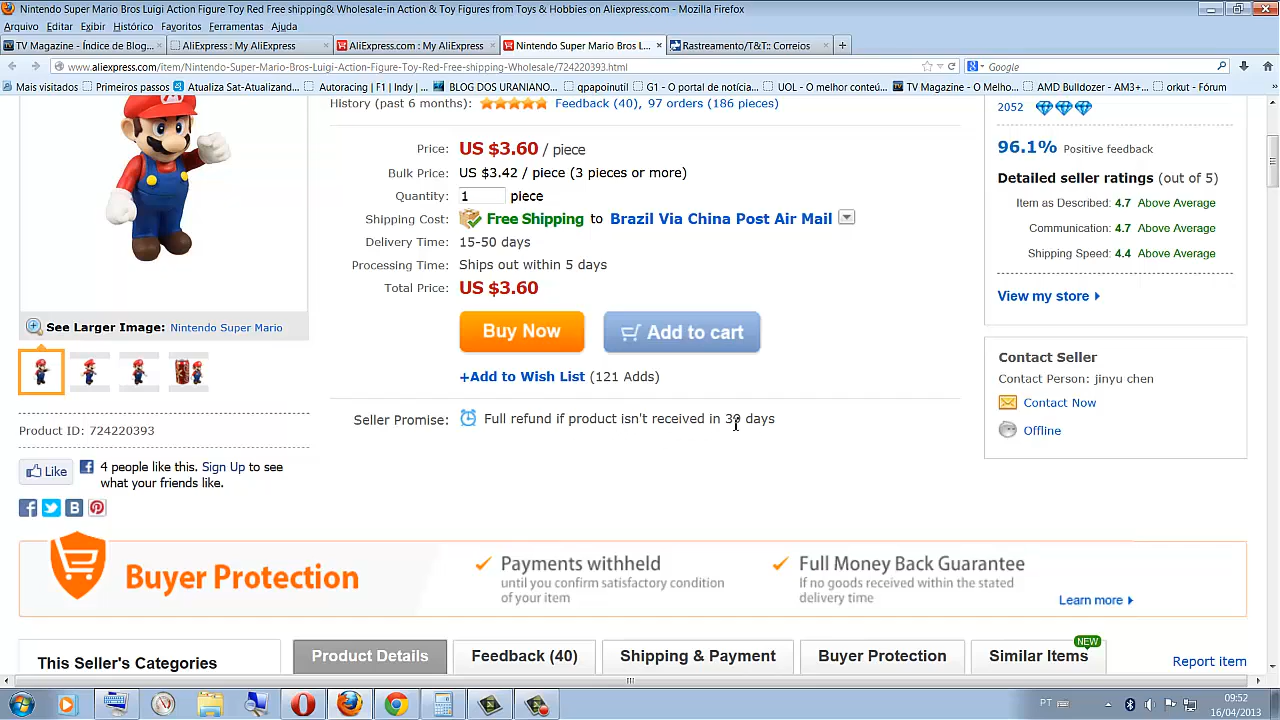 Nintendo Super Mario Bros Luigi Action Figure Toy Red Free shipping& Wholesale-in Action & Toy Figures from Toys & Hobbies on Aliexpress.com - Mozilla Firefox
Arquivo Editar Exibir Histórico Favoritos Ferramentas Ajuda
TV Magazine - Índice de Blog... × AliExpress : My AliExpress × AliExpress.com : My AliExpress × Nintendo Super Mario Bros L... × Rastreamento/T&T:: Correios × +
www.aliexpress.com/item/Nintendo-Super-Mario-Bros-Luigi-Action-Figure-Toy-Red-Free-shipping-Wholesale/724220393.html Google
Mais visitados Primeiros passos Atualiza Sat-Atualizand... Autoracing | F1 | Indy | ... BLOG DOS URANIANO... qpapomutil G1 - O portal de notícia... UOL - O melhor co... TV Magazine - O Melho... AMD Bulldozer - AM3+... orkut - Fórum
History (past 6 months): Feedback (40), 97 orders (186 pieces)
Price: US $3.60 / piece
Bulk Price: US $3.42 / piece (3 pieces or more)
Quantity: 1 piece
Shipping Cost: Free Shipping to Brazil Via China Post Air Mail
Delivery Time: 15-50 days
Processing Time: Ships out within 5 days
Total Price: US $3.60
Buy Now Add to cart
+Add to Wish List (121 Adds)
Seller Promise: Full refund if product isn't received in 39 days
See Larger Image: Nintendo Super Mario
Product ID: 724220393
Like 4 people like this. Sign Up to see
what your friends like.
2052
96.1% Positive feedback
Detailed seller ratings (out of 5)
Item as Described: 4.7 Above Average
Communication: 4.7 Above Average
Shipping Speed: 4.4 Above Average
View my store
Contact Seller
Contact Person: jinyu chen
Contact Now
Offline
Buyer Protection
Payments withheld
until you confirm satisfactory condition
of your item
Full Money Back Guarantee
If no goods received within the stated
delivery time
Learn more
This Seller's Categories
Product Details Feedback (40) Shipping & Payment Buyer Protection Similar Items NEW
Report item
PT 09:52
16/04/2013